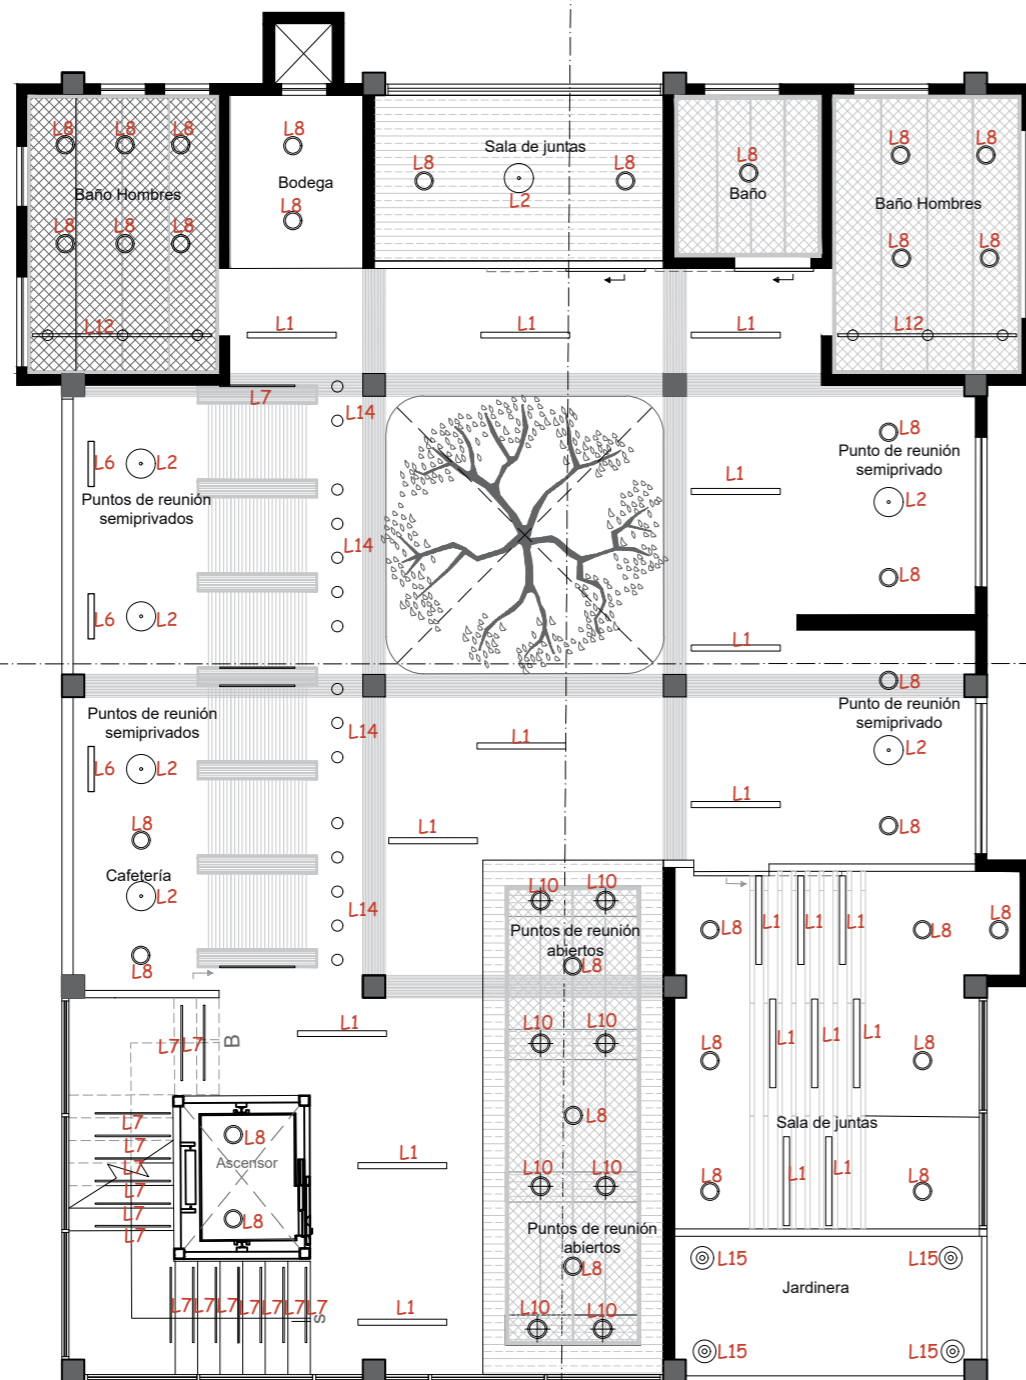 L8 L8 L8
Baño Hombres
L8 L8 L8
L12
L8
Bodega
L8
Sala de juntas
L8 L2 L8
L8
Baño
L8 L8
Baño Hombres
L8 L8
L12
L1 L1 L1
L7
L14
L6 L2
Puntos de reunión
semiprivados
L14
L6 L2
L1
L8
Punto de reunión
semiprivado
L2
L8
L1
L8
Punto de reunión
semiprivado
L2
L8
Puntos de reunión
semiprivados
L14
L6 L2
L8
Cafetería
L2
L14
L8
L1
L1
L1
L10 L10
Puntos de reunión
abiertos
L8
L10 L10
L8
L10 L10
Puntos de reunión
abiertos
L8
L10 L10
L1 L1 L1
L8 L8 L8
L1 L1 L1
L8 L8
Sala de juntas
L1 L1
L8 L8
L1
L7 L7 B
L7
L7
L7
L7
L7
L7
L8
Ascensor
L8
L1
L7 L7 L7 L7 L7 L7 L7
S
L1
L15 L15
Jardinera
L15 L15